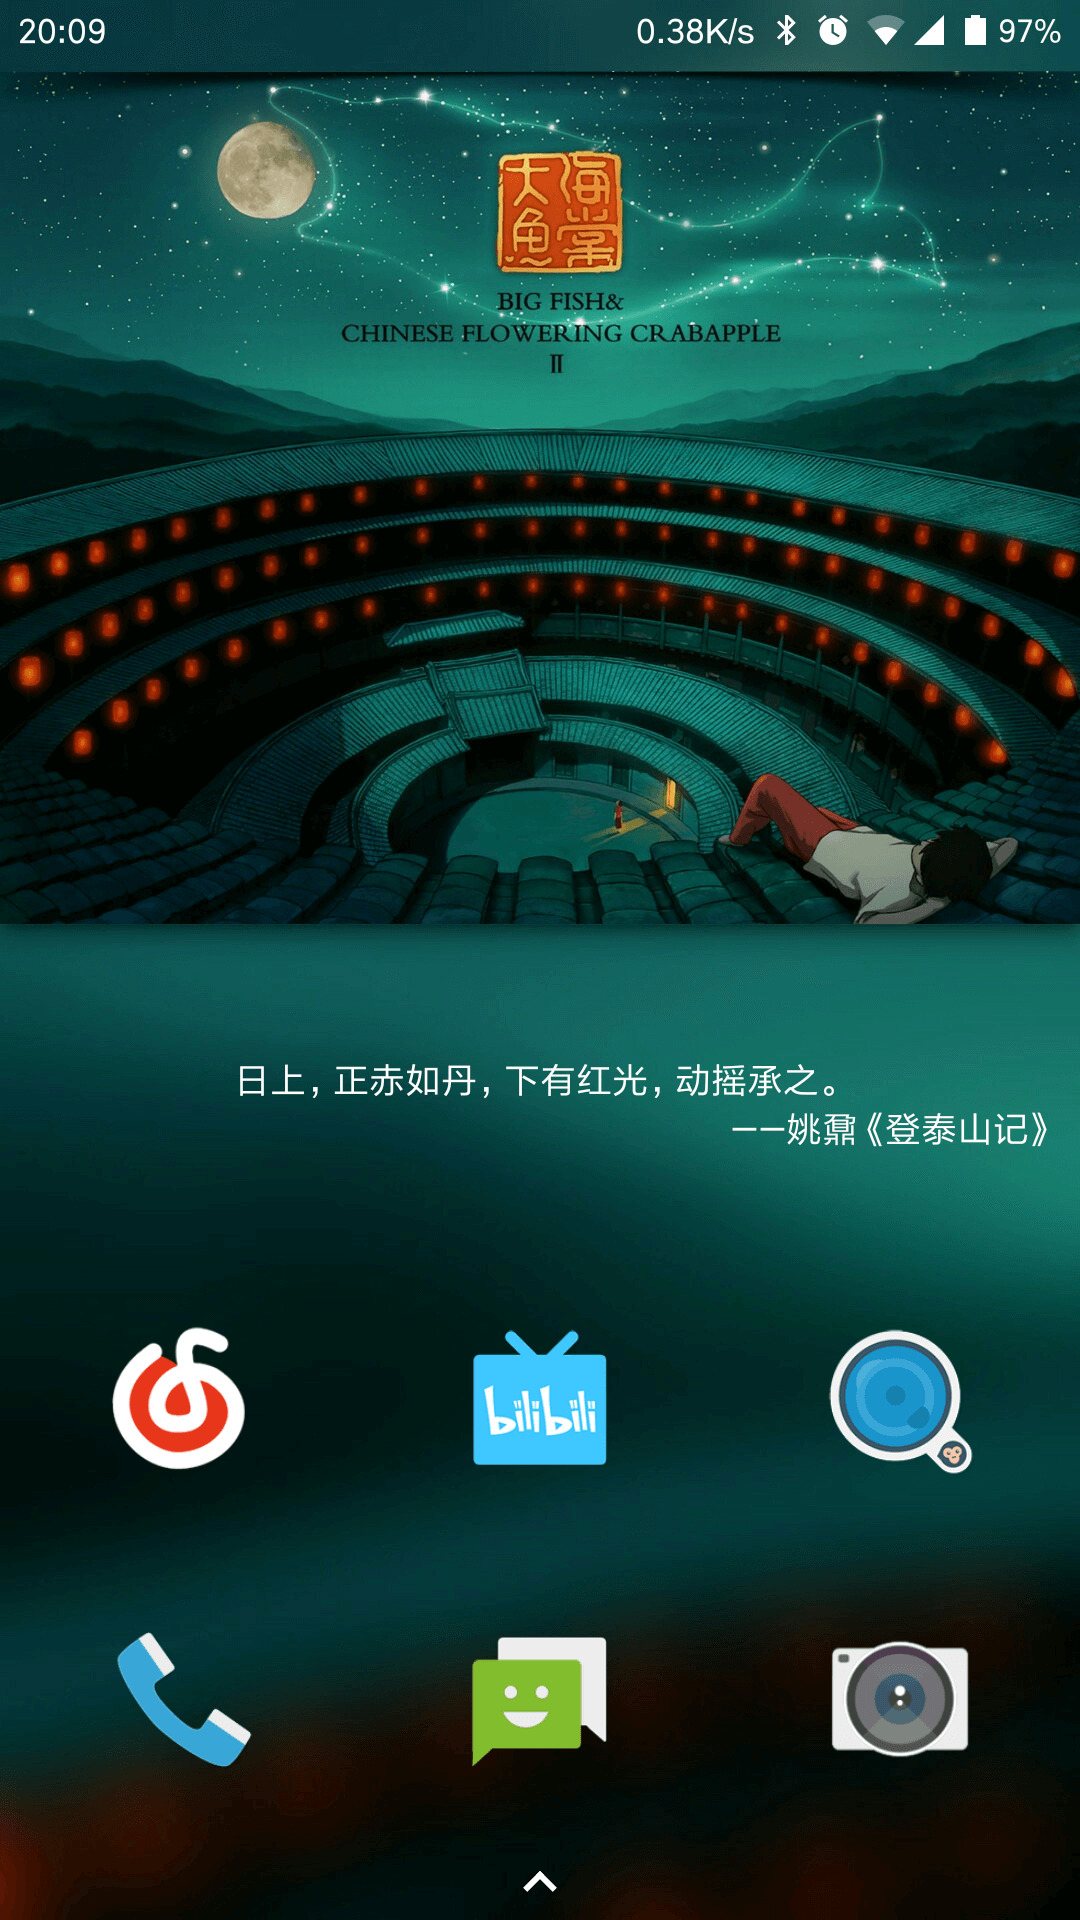 20:09 0.38K/s 97%
大海
魚棠
BIG FISH&
CHINESE FLOWERING CRABAPPLE
II
日上，正赤如丹，下有红光，动摇承之。
——姚鼐《登泰山记》
bilibili